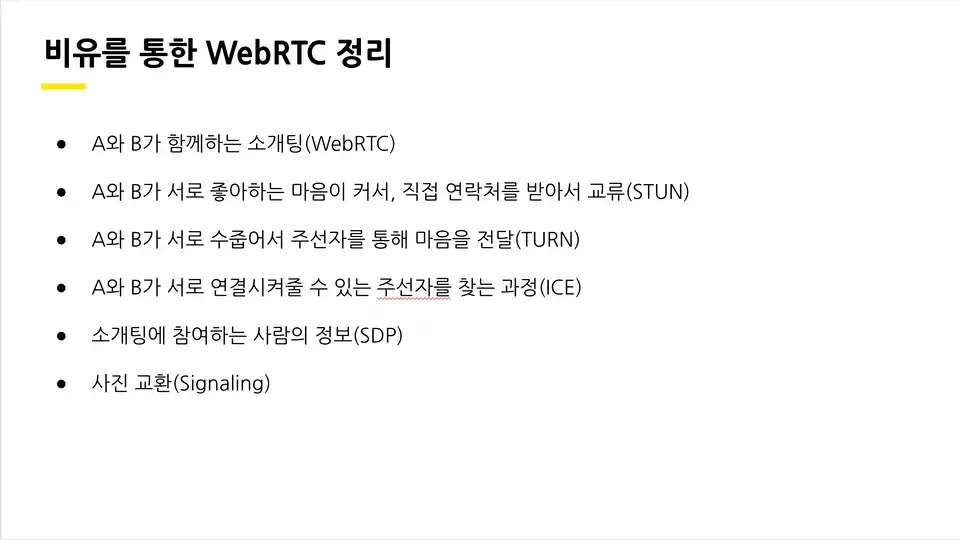 비유를 통한 WebRTC 정리
● A와 B가 함께하는 소개팅(WebRTC)
● A와 B가 서로 좋아하는 마음이 커서, 직접 연락처를 받아서 교류(STUN)
● A와 B가 서로 수줍어서 주선자를 통해 마음을 전달(TURN)
● A와 B가 서로 연결시켜줄 수 있는 주선자를 찾는 과정(ICE)
● 소개팅에 참여하는 사람의 정보(SDP)
● 사진 교환(Signaling)